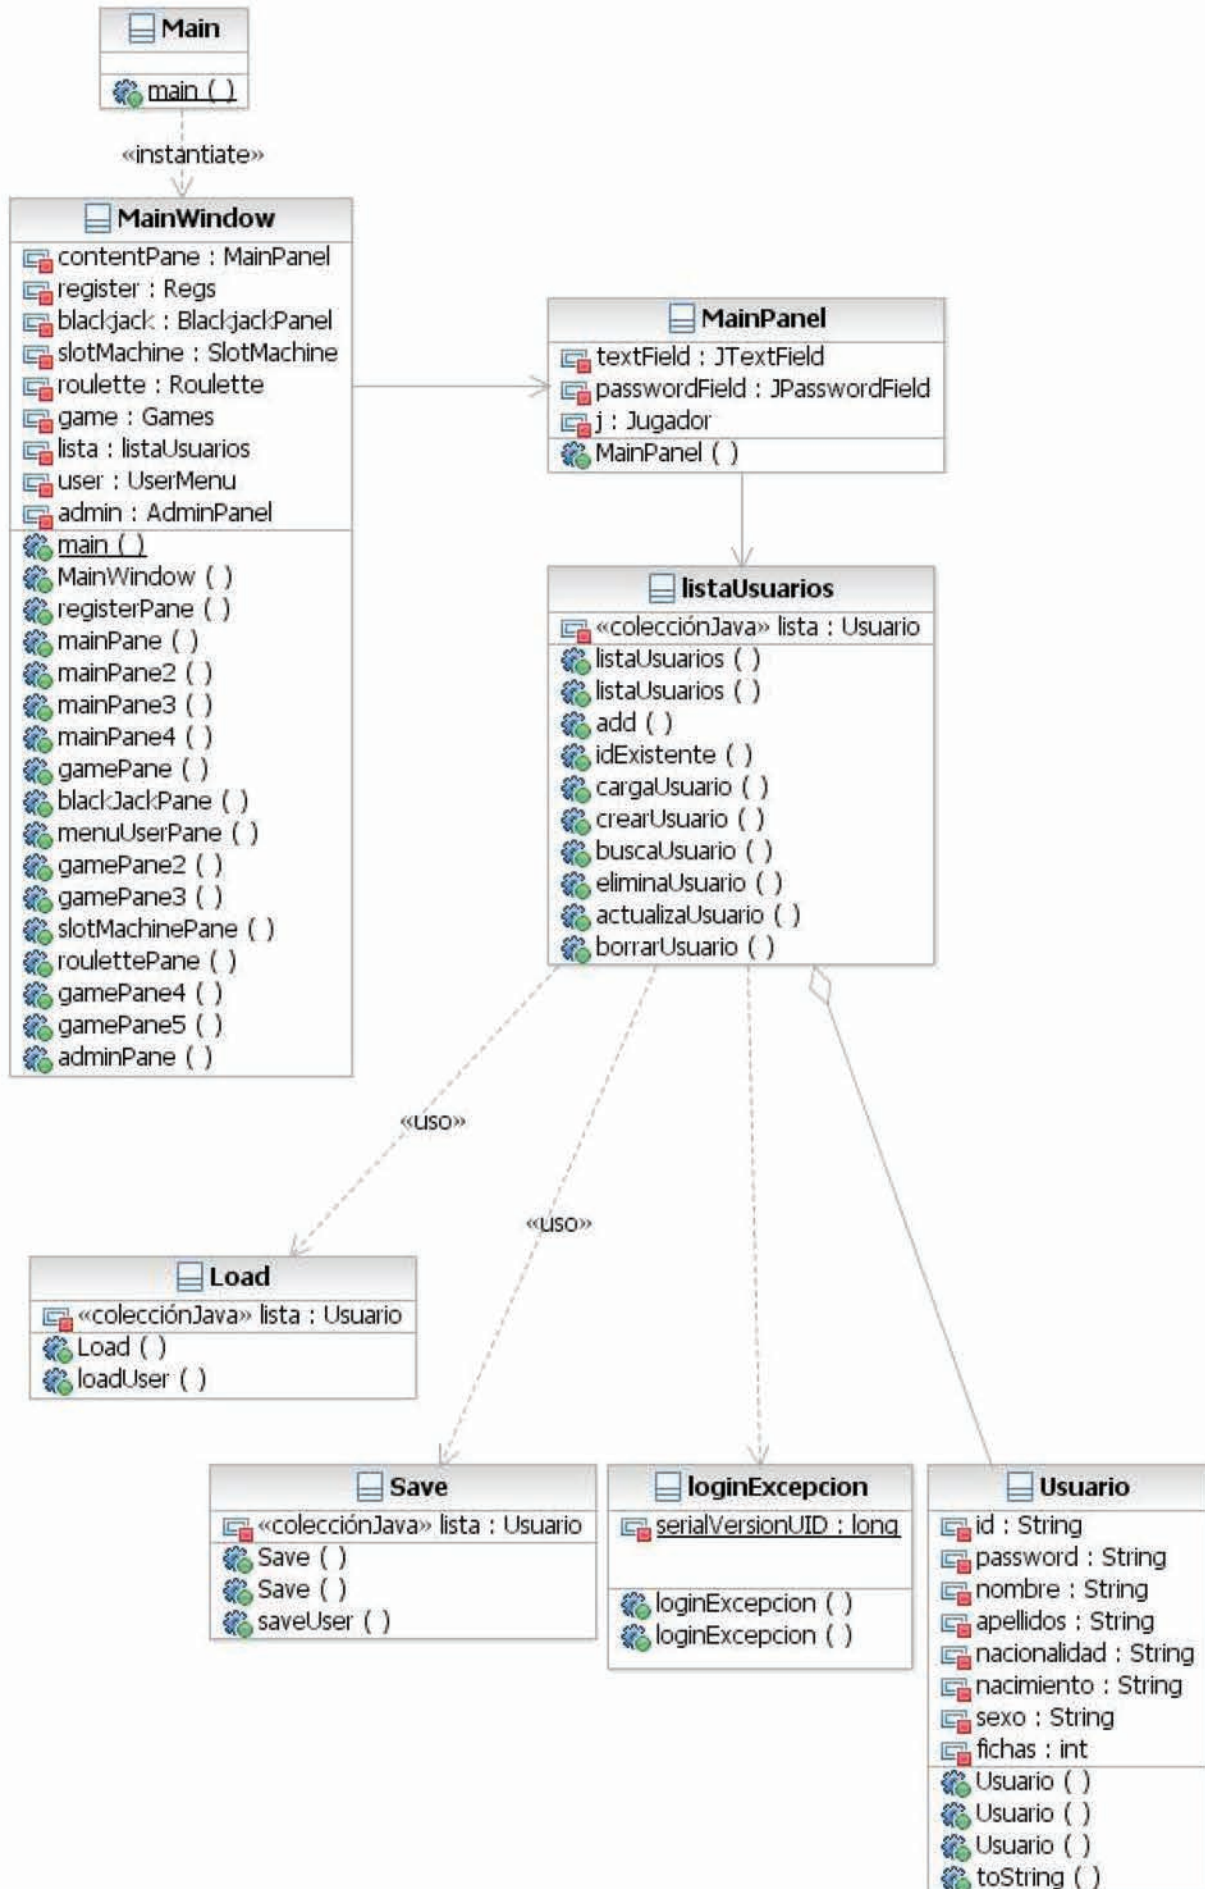 Main
main ( )
«instantiate»
MainWindow
contentPane : MainPanel
register : Regs
blackjack : BlackjackPanel
slotMachine : SlotMachine
roulette : Roulette
game : Games
lista : listaUsuarios
user : UserMenu
admin : AdminPanel
main ( )
MainWindow ( )
registerPane ( )
mainPane ( )
mainPane2 ( )
mainPane3 ( )
mainPane4 ( )
gamePane ( )
blackJackPane ( )
menuUserPane ( )
gamePane2 ( )
gamePane3 ( )
slotMachinePane ( )
roulettePane ( )
gamePane4 ( )
gamePane5 ( )
adminPane ( )
MainPanel
textField : JTextField
passwordField : JPasswordField
j : Jugador
MainPanel ( )
listaUsuarios
«colecciónJava» lista : Usuario
listaUsuarios ( )
listaUsuarios ( )
add ( )
idExistente ( )
cargaUsuario ( )
crearUsuario ( )
buscaUsuario ( )
eliminaUsuario ( )
actualizaUsuario ( )
borrarUsuario ( )
«uso»
«uso»
Load
«colecciónJava» lista : Usuario
Load ( )
loadUser ( )
Save
«colecciónJava» lista : Usuario
Save ( )
Save ( )
saveUser ( )
loginExcepcion
serialVersionUID : long
loginExcepcion ( )
loginExcepcion ( )
Usuario
id : String
password : String
nombre : String
apellidos : String
nacionalidad : String
nacimiento : String
sexo : String
fichas : int
Usuario ( )
Usuario ( )
Usuario ( )
toString ( )